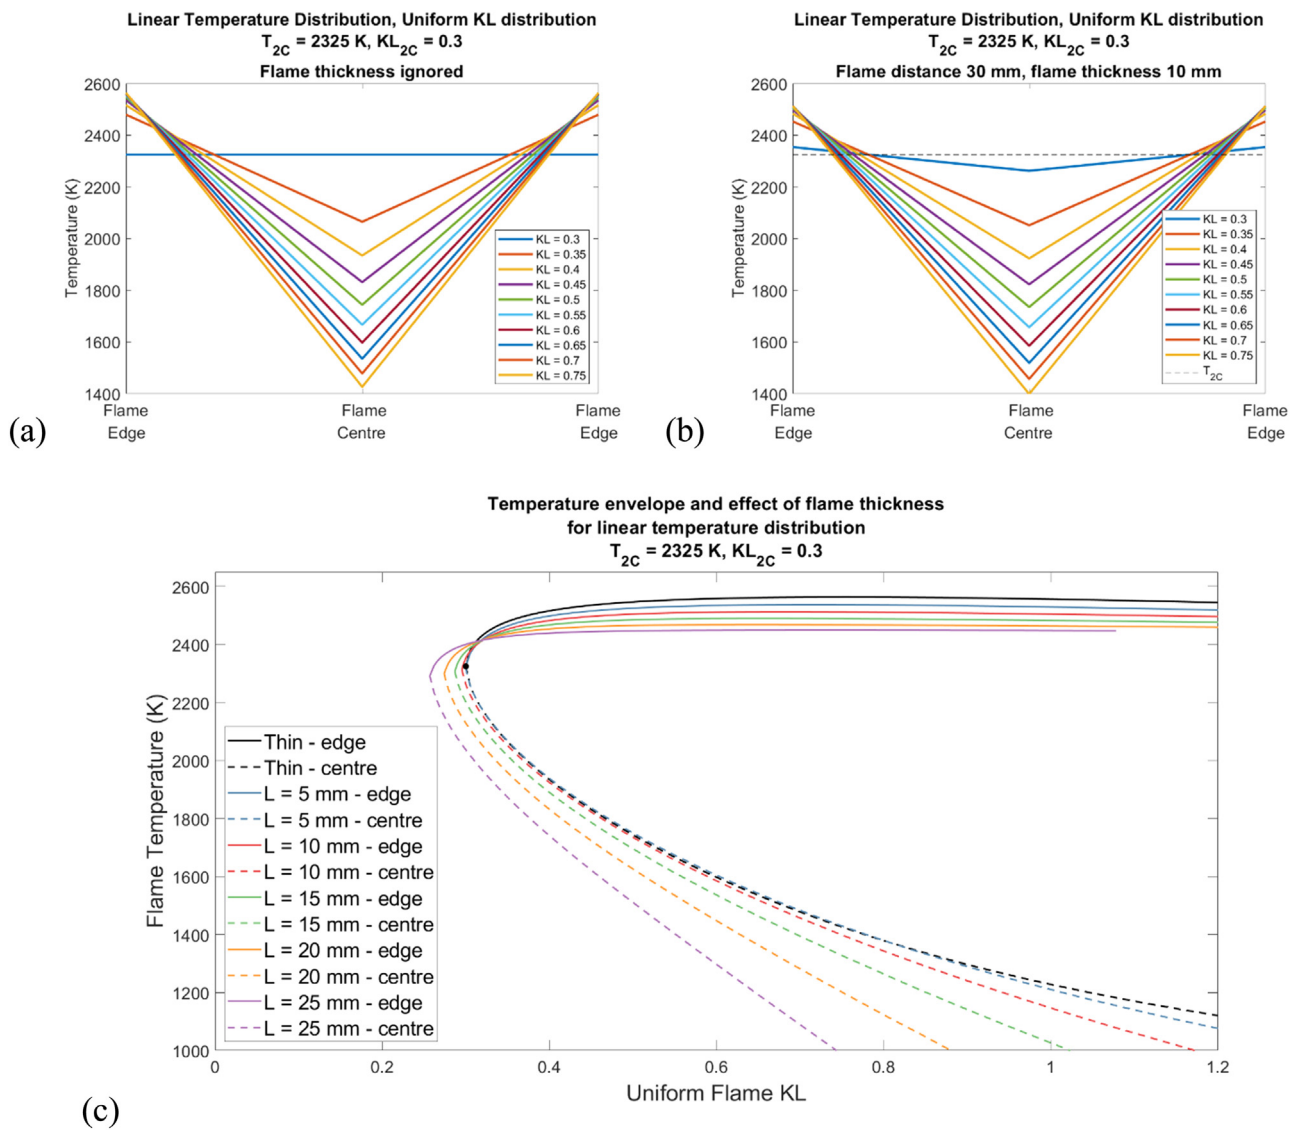 Linear Temperature Distribution, Uniform KL distribution
T2C = 2325 K, KL2C = 0.3
Flame thickness ignored
2600
2400
2200
2000
1800
1600
1400
Temperature (K)
KL = 0.3
KL = 0.35
KL = 0.4
KL = 0.45
KL = 0.5
KL = 0.55
KL = 0.6
KL = 0.65
KL = 0.7
KL = 0.75
Flame Edge
Flame Centre
Flame Edge
(a)
Linear Temperature Distribution, Uniform KL distribution
T2C = 2325 K, KL2C = 0.3
Flame distance 30 mm, flame thickness 10 mm
2600
2400
2200
2000
1800
1600
1400
Temperature (K)
KL = 0.3
KL = 0.35
KL = 0.4
KL = 0.45
KL = 0.5
KL = 0.55
KL = 0.6
KL = 0.65
KL = 0.7
KL = 0.75
T2C
Flame Edge
Flame Centre
Flame Edge
(b)
Temperature envelope and effect of flame thickness
for linear temperature distribution
T2C = 2325 K, KL2C = 0.3
2600
2400
2200
2000
1800
1600
1400
1200
1000
Flame Temperature (K)
Thin - edge
Thin - centre
L = 5 mm - edge
L = 5 mm - centre
L = 10 mm - edge
L = 10 mm - centre
L = 15 mm - edge
L = 15 mm - centre
L = 20 mm - edge
L = 20 mm - centre
L = 25 mm - edge
L = 25 mm - centre
0 0.2 0.4 0.6 0.8 1 1.2
Uniform Flame KL
(c)